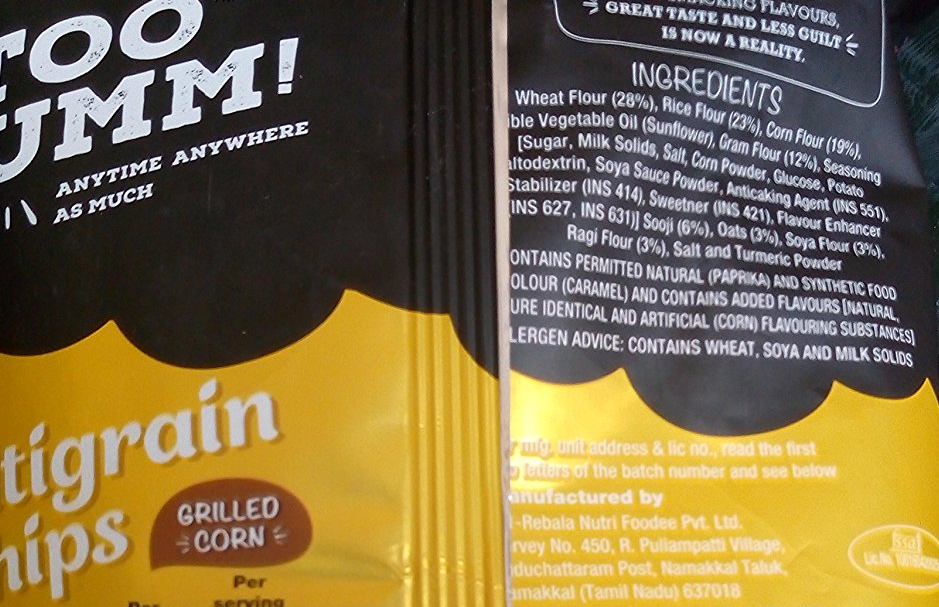 TOO
UMM!
ANYTIME ANYWHERE
AS MUCH
tigrain
hips
GRILLED
CORN
Per
Per
serving
FLAVOURS,
GREAT TASTE AND LESS GUILT
IS NOW A REALITY.
INGREDIENTS
Wheat Flour (28%), Rice Flour (23%), Corn Flour (19%),
ble Vegetable Oil (Sunflower), Gram Flour (12%), Seasoning
[Sugar, Milk Solids, Salt, Corn Powder, Glucose, Potato
altodextrin, Soya Sauce Powder, Anticaking Agent (INS 551),
Stabilizer (INS 414), Sweetner (INS 421), Flavour Enhancer
(INS 627, INS 631)] Sooji (6%), Oats (3%), Soya Flour (3%),
Ragi Flour (3%), Salt and Turmeric Powder
ONTAINS PERMITTED NATURAL (PAPRIKA) AND SYNTHETIC FOOD
OLOUR (CARAMEL) AND CONTAINS ADDED FLAVOURS [NATURAL,
URE IDENTICAL AND ARTIFICIAL (CORN) FLAVOURING SUBSTANCES]
LERGEN ADVICE: CONTAINS WHEAT, SOYA AND MILK SOLIDS
r mfg. unit address & lic no., read the first
letters of the batch number and see below
anufactured by
-Rebala Nutri Foodee Pvt. Ltd.
rvey No. 450, R. Puliampatti Village,
duchattaram Post, Namakkal Taluk,
amakkal (Tamil Nadu) 637018
fssai
Lic. No.